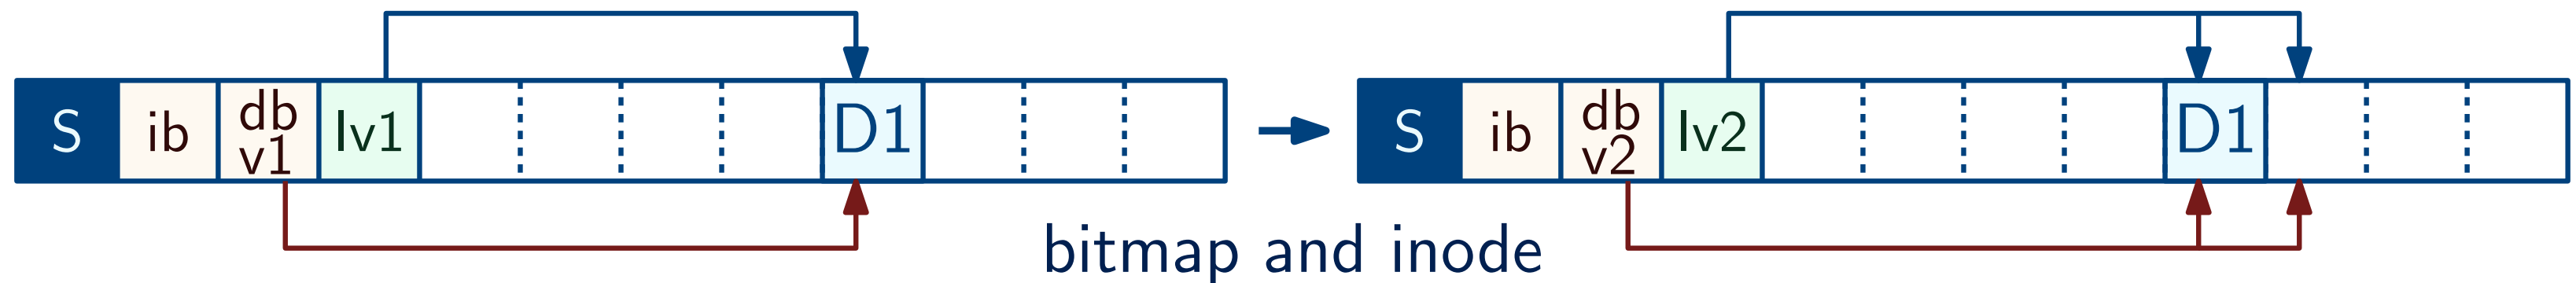 S ib db v1 Iv1 D1
S ib db v2 Iv2 D1
bitmap and inode